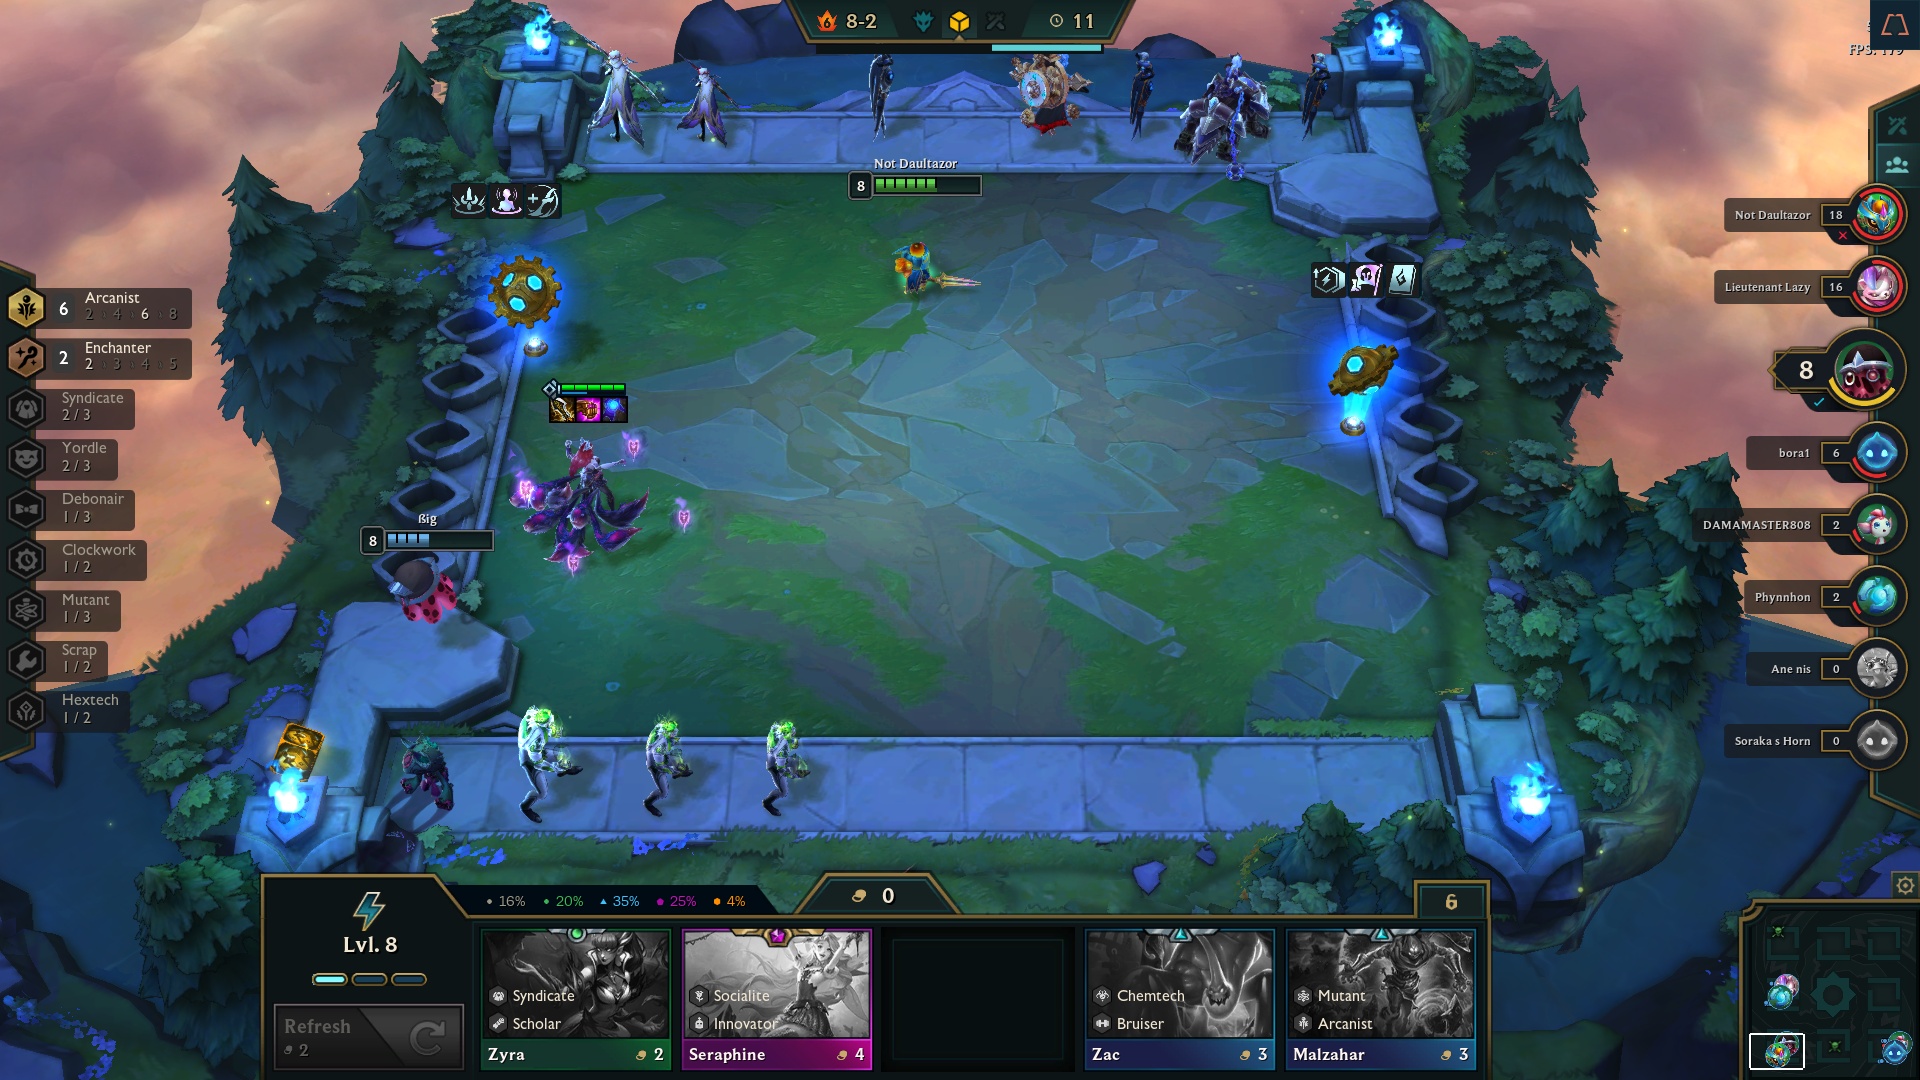 8-2
11
FPS: 179
Not Daultazor
8
6
Arcanist
2 4 6 8
2
Enchanter
2 3 4 5
Syndicate
2 / 3
Yordle
2 / 3
Debonair
1 / 3
Clockwork
1 / 2
Mutant
1 / 3
Scrap
1 / 2
Hextech
1 / 2
ßig
8
Not Daultazor 18
Lieutenant Lazy 16
8
bora1 6
DAMAMASTER808 2
Phynnhon 2
Ane nis 0
Soraka s Horn 0
16% 20% 35% 25% 4%
0
6
Lvl. 8
Refresh
2
Syndicate
Scholar
Zyra 2
Socialite
Innovator
Seraphine 4
Chemtech
Bruiser
Zac 3
Mutant
Arcanist
Malzahar 3